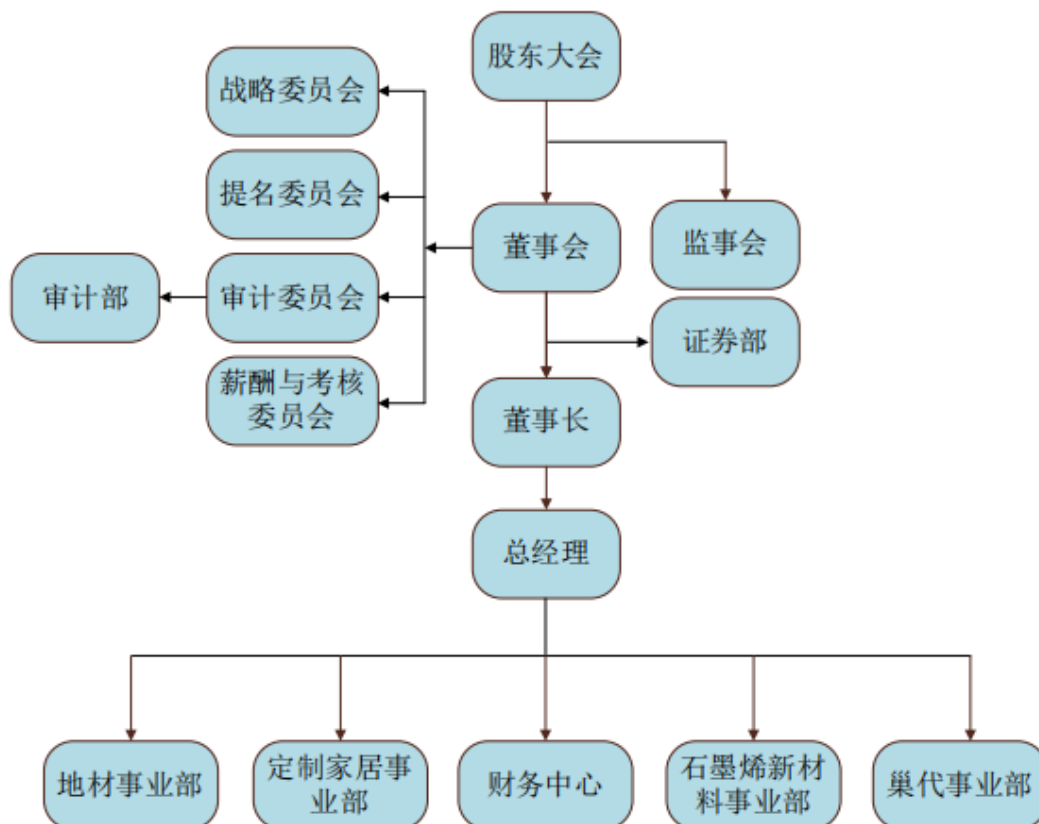 股东大会
战略委员会
提名委员会
董事会
监事会
审计部
审计委员会
证券部
薪酬与考核
委员会
董事长
总经理
地材事业部
定制家居事
业部
财务中心
石墨烯新材
料事业部
巢代事业部